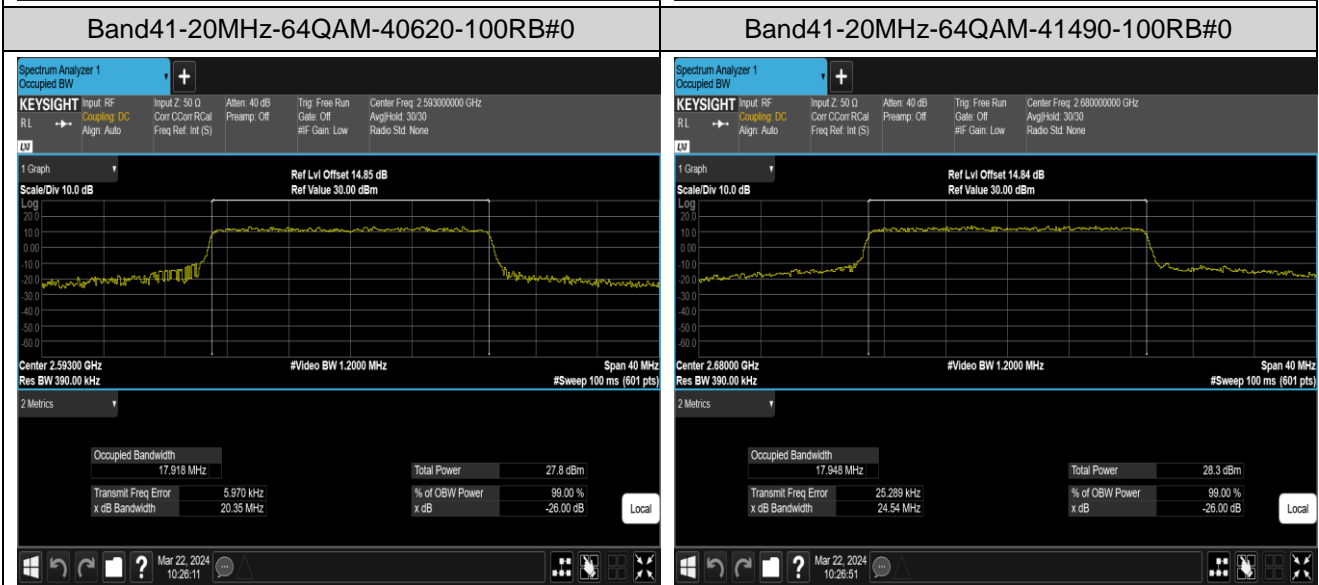 Band41-20MHz-64QAM-40620-100RB#0
Spectrum Analyzer 1
Occupied BW
KEYSIGHT
RL
Input: RF
Coupling: DC
Align: Auto
Input Z: 50 Ω
Corr CCorr RCal
Freq Ref: Int (S)
Atten: 40 dB
Preamp: Off
Trig: Free Run
Gate: Off
#IF Gain: Low
Center Freq: 2.593000000 GHz
Avg|Hold: 30/30
Radio Std: None
LXI
1 Graph
Scale/Div 10.0 dB
Ref Lvl Offset 14.85 dB
Ref Value 30.00 dBm
Log
20.0
10.0
0.00
-10.0
-20.0
-30.0
-40.0
-50.0
-60.0
Center 2.59300 GHz
Res BW 390.00 kHz
#Video BW 1.2000 MHz
Span 40 MHz
#Sweep 100 ms (601 pts)
2 Metrics
Occupied Bandwidth
17.918 MHz
Transmit Freq Error 5.970 kHz
x dB Bandwidth 20.35 MHz
Total Power 27.8 dBm
% of OBW Power 99.00 %
x dB -26.00 dB
Local
Mar 22, 2024
10:26:11
Band41-20MHz-64QAM-41490-100RB#0
Spectrum Analyzer 1
Occupied BW
KEYSIGHT
RL
Input: RF
Coupling: DC
Align: Auto
Input Z: 50 Ω
Corr CCorr RCal
Freq Ref: Int (S)
Atten: 40 dB
Preamp: Off
Trig: Free Run
Gate: Off
#IF Gain: Low
Center Freq: 2.680000000 GHz
Avg|Hold: 30/30
Radio Std: None
LXI
1 Graph
Scale/Div 10.0 dB
Ref Lvl Offset 14.84 dB
Ref Value 30.00 dBm
Log
20.0
10.0
0.00
-10.0
-20.0
-30.0
-40.0
-50.0
-60.0
Center 2.68000 GHz
Res BW 390.00 kHz
#Video BW 1.2000 MHz
Span 40 MHz
#Sweep 100 ms (601 pts)
2 Metrics
Occupied Bandwidth
17.948 MHz
Transmit Freq Error 25.289 kHz
x dB Bandwidth 24.54 MHz
Total Power 28.3 dBm
% of OBW Power 99.00 %
x dB -26.00 dB
Local
Mar 22, 2024
10:26:51